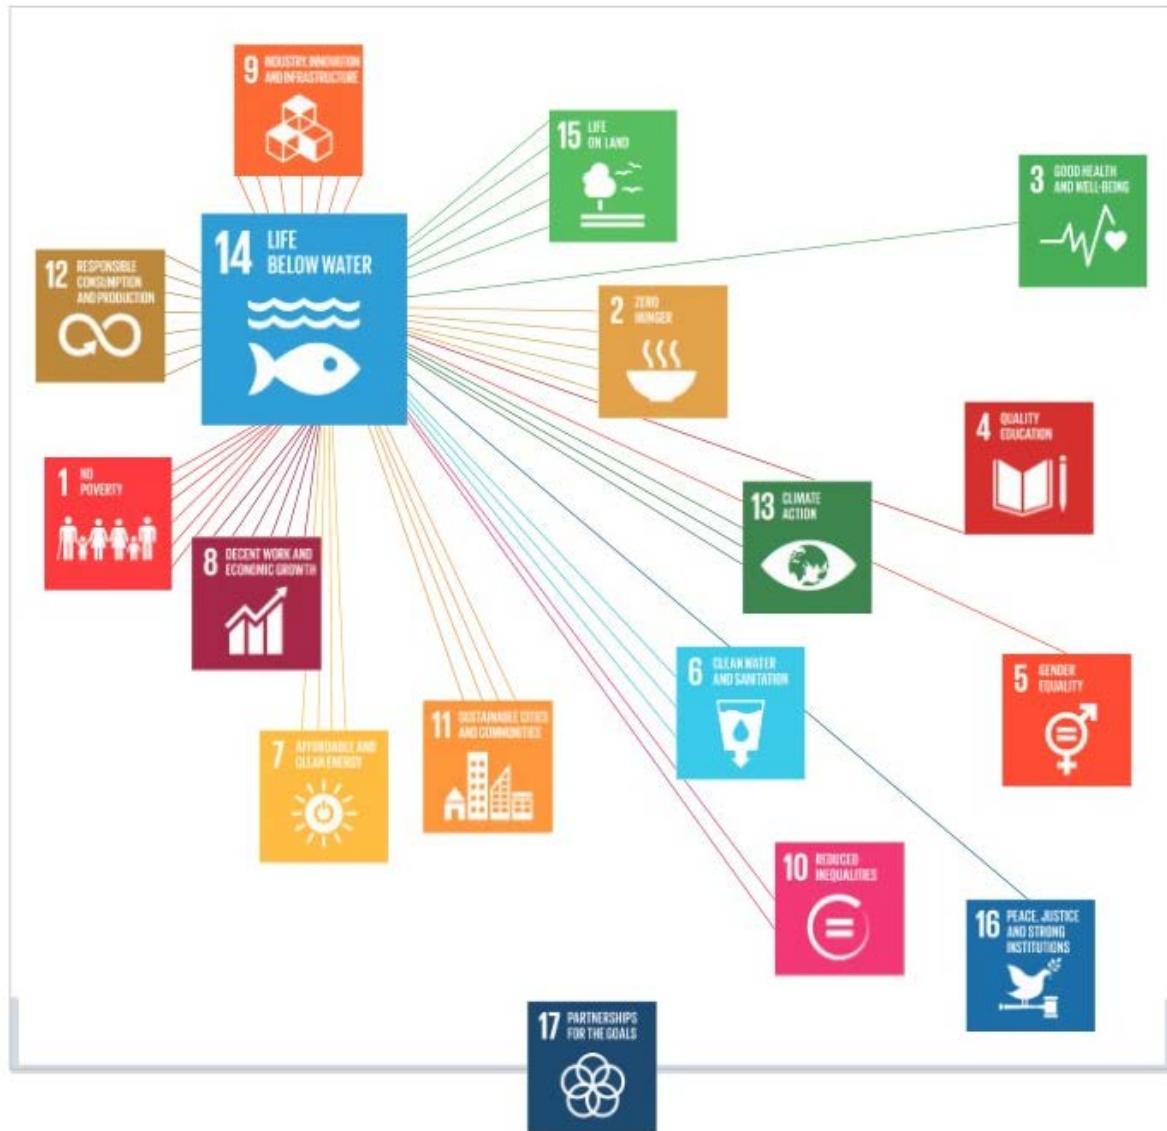 9 INDUSTRY, INNOVATION
AND INFRASTRUCTURE
15 LIFE
ON LAND
3 GOOD HEALTH
AND WELL-BEING
14 LIFE
BELOW WATER
12 RESPONSIBLE
CONSUMPTION
AND PRODUCTION
2 ZERO
HUNGER
4 QUALITY
EDUCATION
1 NO
POVERTY
13 CLIMATE
ACTION
8 DECENT WORK AND
ECONOMIC GROWTH
6 CLEAN WATER
AND SANITATION
5 GENDER
EQUALITY
11 SUSTAINABLE CITIES
AND COMMUNITIES
7 AFFORDABLE AND
CLEAN ENERGY
10 REDUCED
INEQUALITIES
16 PEACE, JUSTICE
AND STRONG
INSTITUTIONS
17 PARTNERSHIPS
FOR THE GOALS